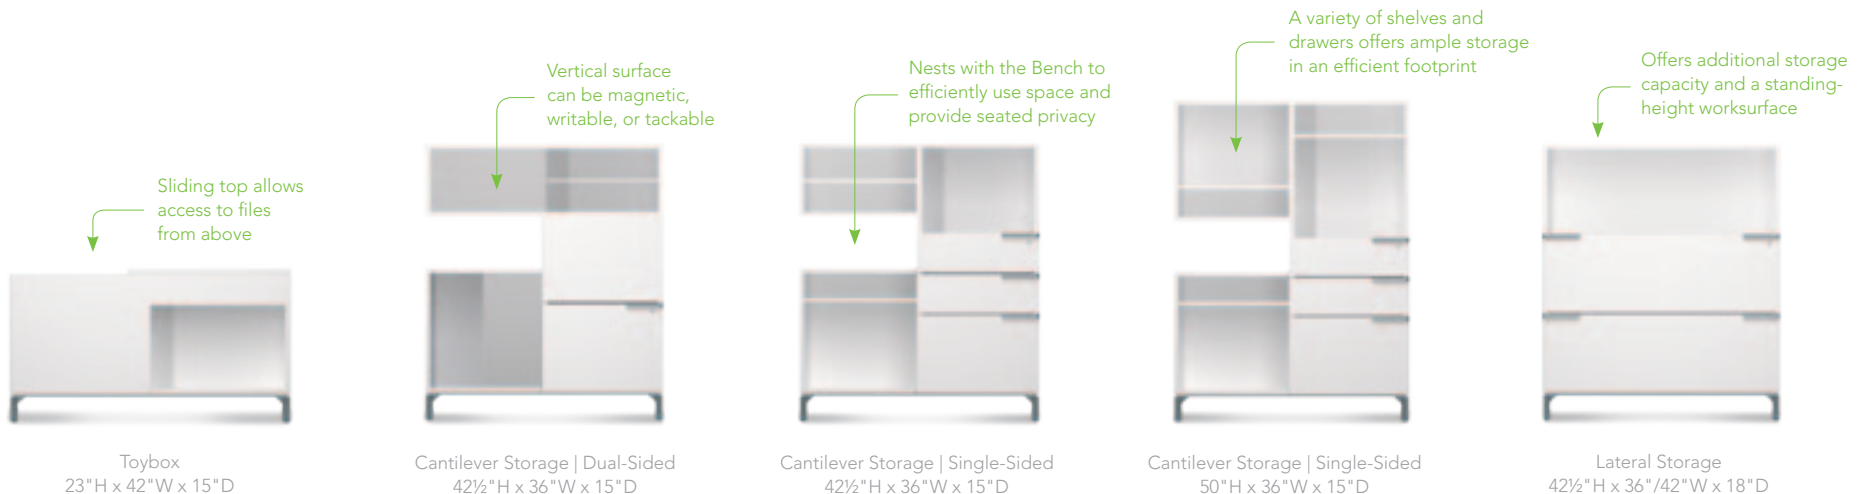 Sliding top allows
access to files
from above
Vertical surface
can be magnetic,
writable, or tackable
Nests with the Bench to
efficiently use space and
provide seated privacy
A variety of shelves and
drawers offers ample storage
in an efficient footprint
Offers additional storage
capacity and a standing-
height worksurface
Toybox
23"H x 42"W x 15"D
Cantilever Storage | Dual-Sided
42½"H x 36"W x 15"D
Cantilever Storage | Single-Sided
42½"H x 36"W x 15"D
Cantilever Storage | Single-Sided
50"H x 36"W x 15"D
Lateral Storage
42½"H x 36"/42"W x 18"D